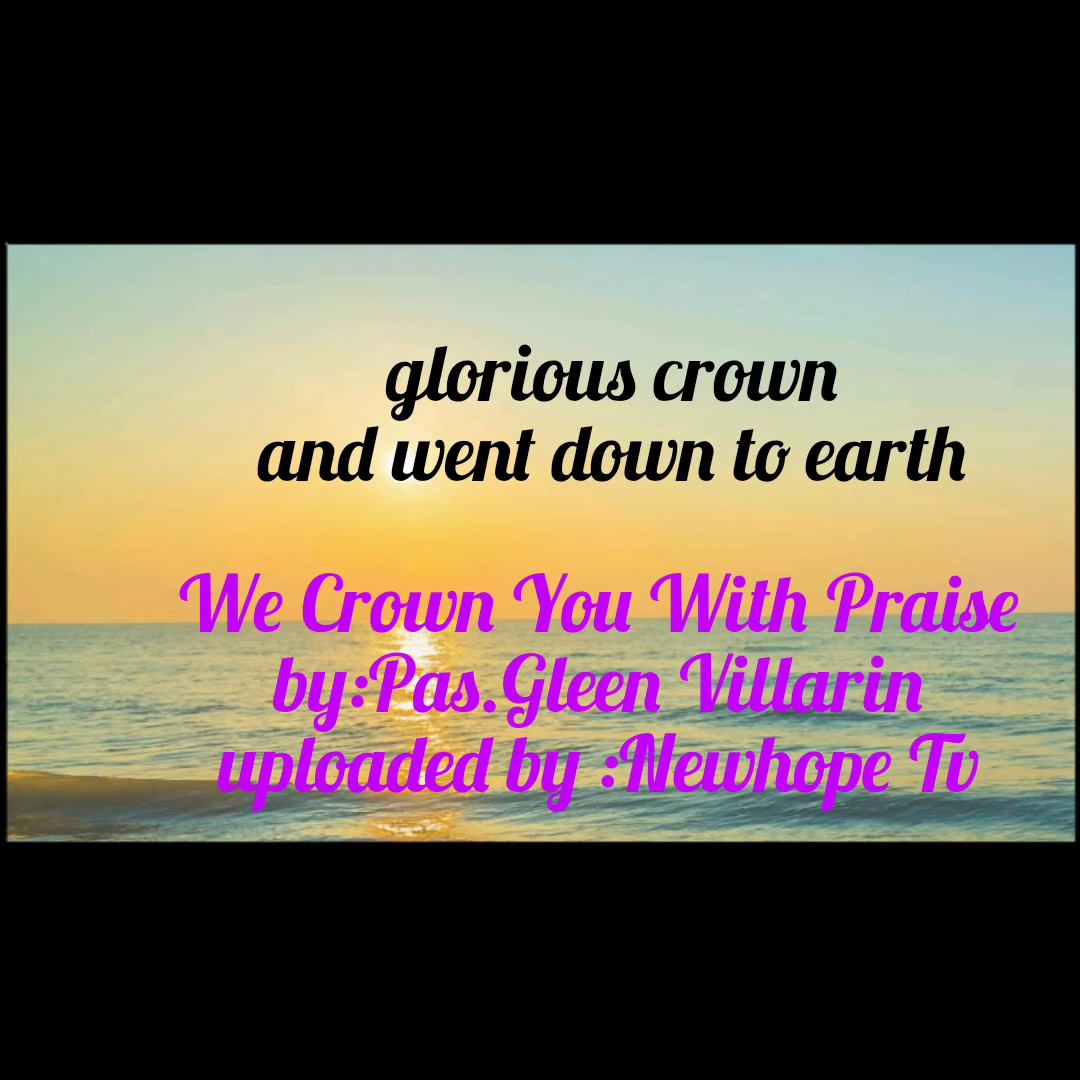 glorious crown
and went down to earth
We Crown You With Praise
by:Pas.Gleen Villarin
uploaded by :Newhope Tv